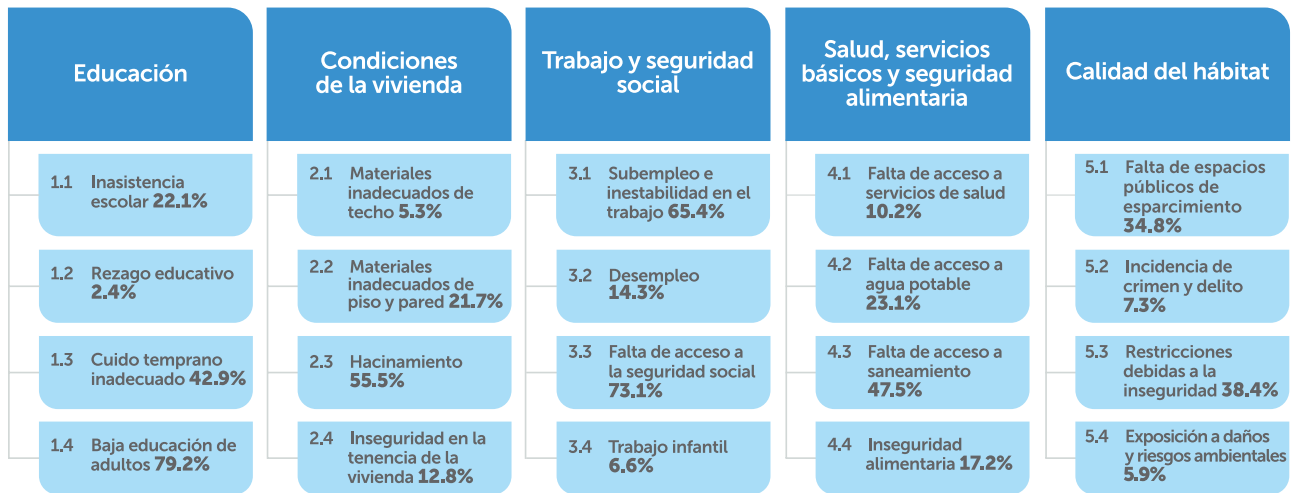 Educación
1.1 Inasistencia
escolar 22.1%
1.2 Rezago educativo
2.4%
1.3 Cuido temprano
inadecuado 42.9%
1.4 Baja educación de
adultos 79.2%
Condiciones
de la vivienda
2.1 Materiales
inadecuados de
techo 5.3%
2.2 Materiales
inadecuados de
piso y pared 21.7%
2.3 Hacinamiento
55.5%
2.4 Inseguridad en la
tenencia de la
vivienda 12.8%
Trabajo y seguridad
social
3.1 Subempleo e
inestabilidad en el
trabajo 65.4%
3.2 Desempleo
14.3%
3.3 Falta de acceso a
la seguridad social
73.1%
3.4 Trabajo infantil
6.6%
Salud, servicios
básicos y seguridad
alimentaria
4.1 Falta de acceso a
servicios de salud
10.2%
4.2 Falta de acceso a
agua potable
23.1%
4.3 Falta de acceso a
saneamiento
47.5%
4.4 Inseguridad
alimentaria 17.2%
Calidad del hábitat
5.1 Falta de espacios
públicos de
esparcimiento
34.8%
5.2 Incidencia de
crimen y delito
7.3%
5.3 Restricciones
debidas a la
inseguridad 38.4%
5.4 Exposición a daños
y riesgos ambientales
5.9%